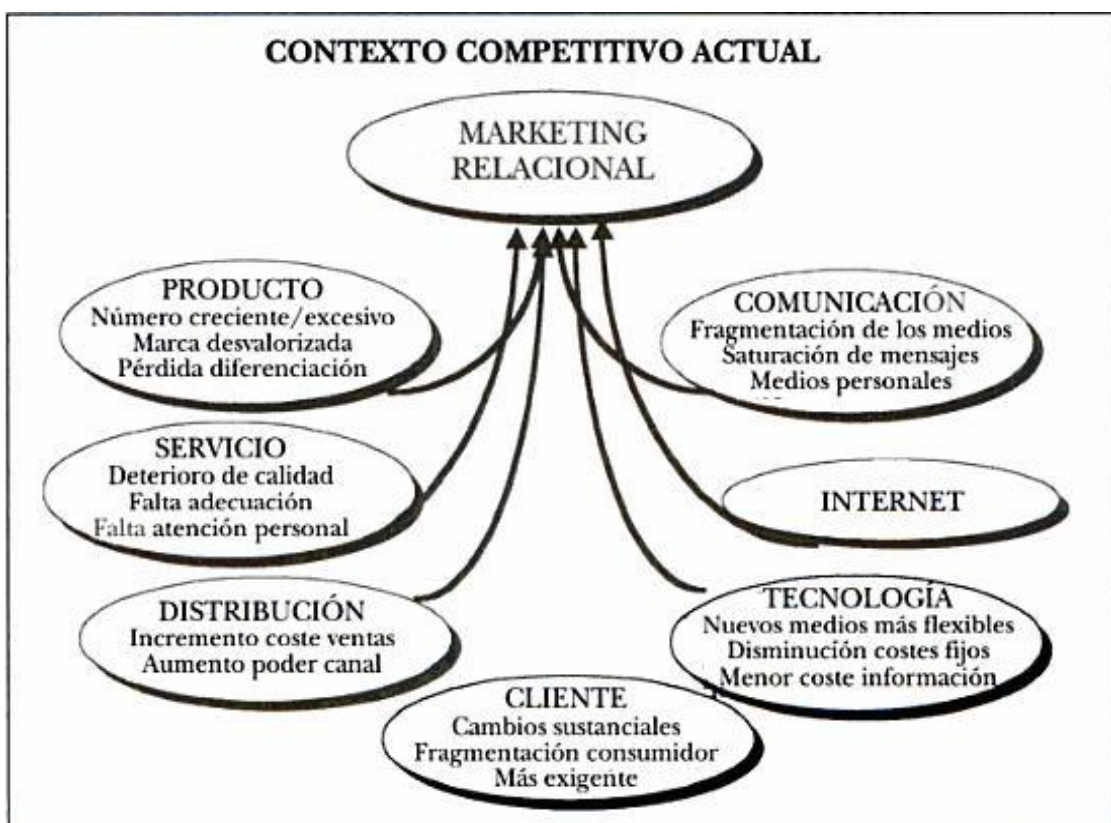 CONTEXTO COMPETITIVO ACTUAL
MARKETING
RELACIONAL
PRODUCTO
Número creciente/excesivo
Marca desvalorizada
Pérdida diferenciación
COMUNICACIÓN
Fragmentación de los medios
Saturación de mensajes
Medios personales
SERVICIO
Deterioro de calidad
Falta adecuación
Falta atención personal
INTERNET
DISTRIBUCIÓN
Incremento coste ventas
Aumento poder canal
TECNOLOGÍA
Nuevos medios más flexibles
Disminución costes fijos
Menor coste información
CLIENTE
Cambios sustanciales
Fragmentación consumidor
Más exigente